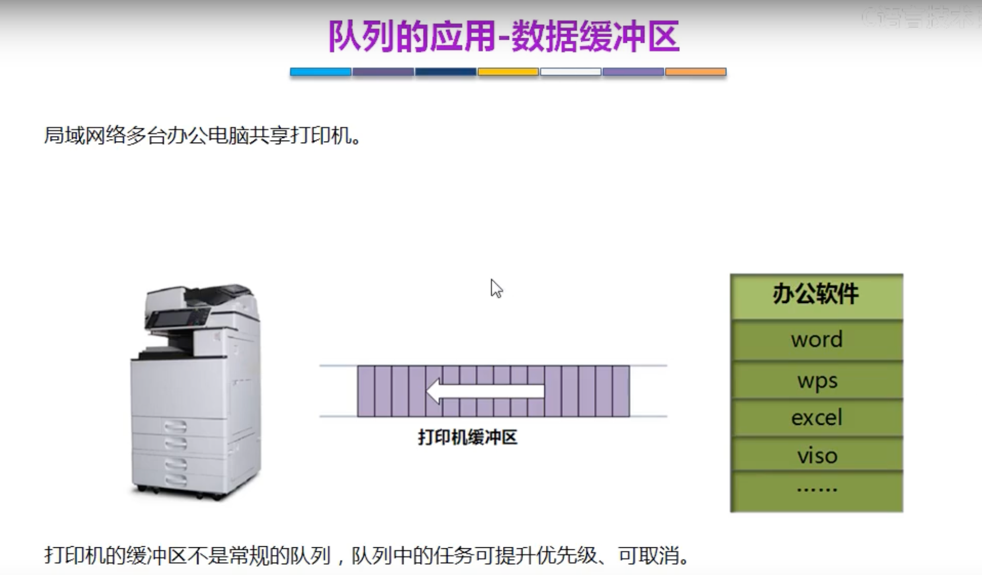 队列的应用-数据缓冲区
局域网络多台办公电脑共享打印机。
办公软件
word
wps
excel
viso
……
打印机缓冲区
打印机的缓冲区不是常规的队列，队列中的任务可提升优先级、可取消。